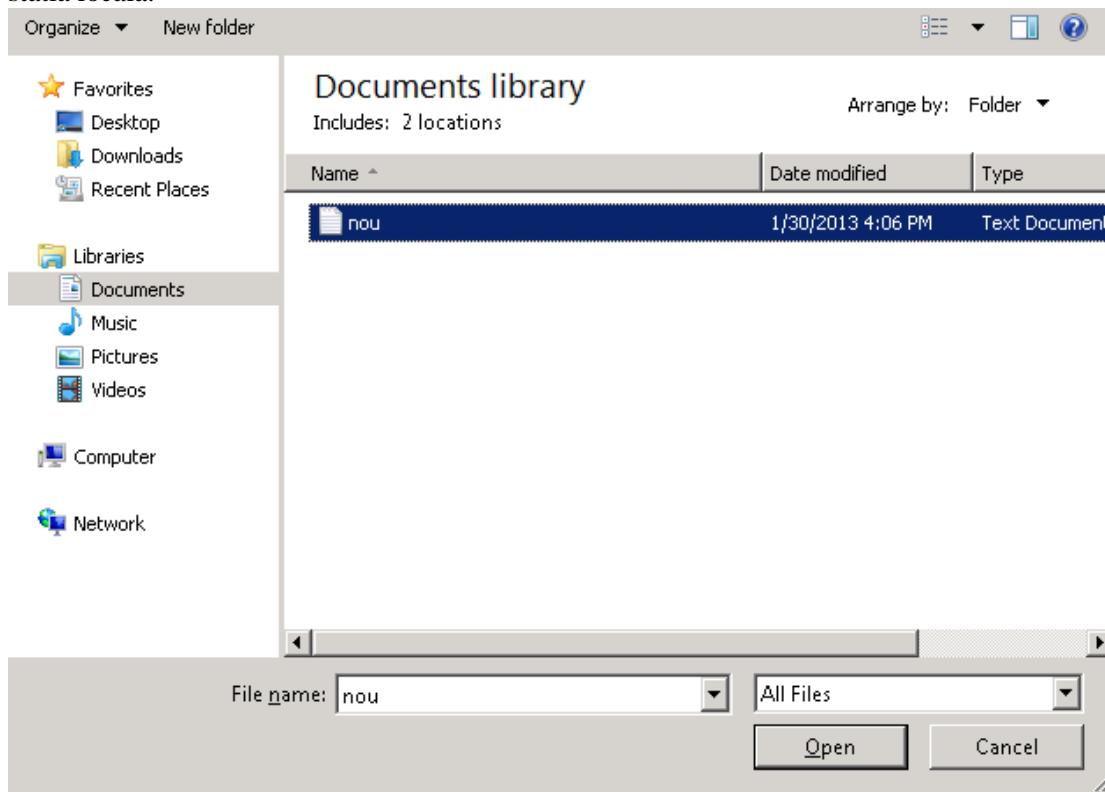 Organize New folder
Favorites
Desktop
Downloads
Recent Places
Libraries
Documents
Music
Pictures
Videos
Computer
Network
Documents library
Includes: 2 locations
Arrange by: Folder
Name Date modified Type
nou 1/30/2013 4:06 PM Text Documen
File name: nou All Files
Open Cancel